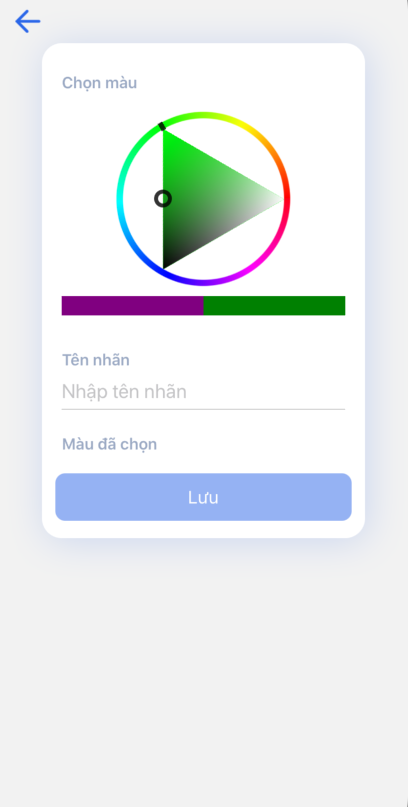 Chọn màu
Tên nhãn
Nhập tên nhãn
Màu đã chọn
Lưu